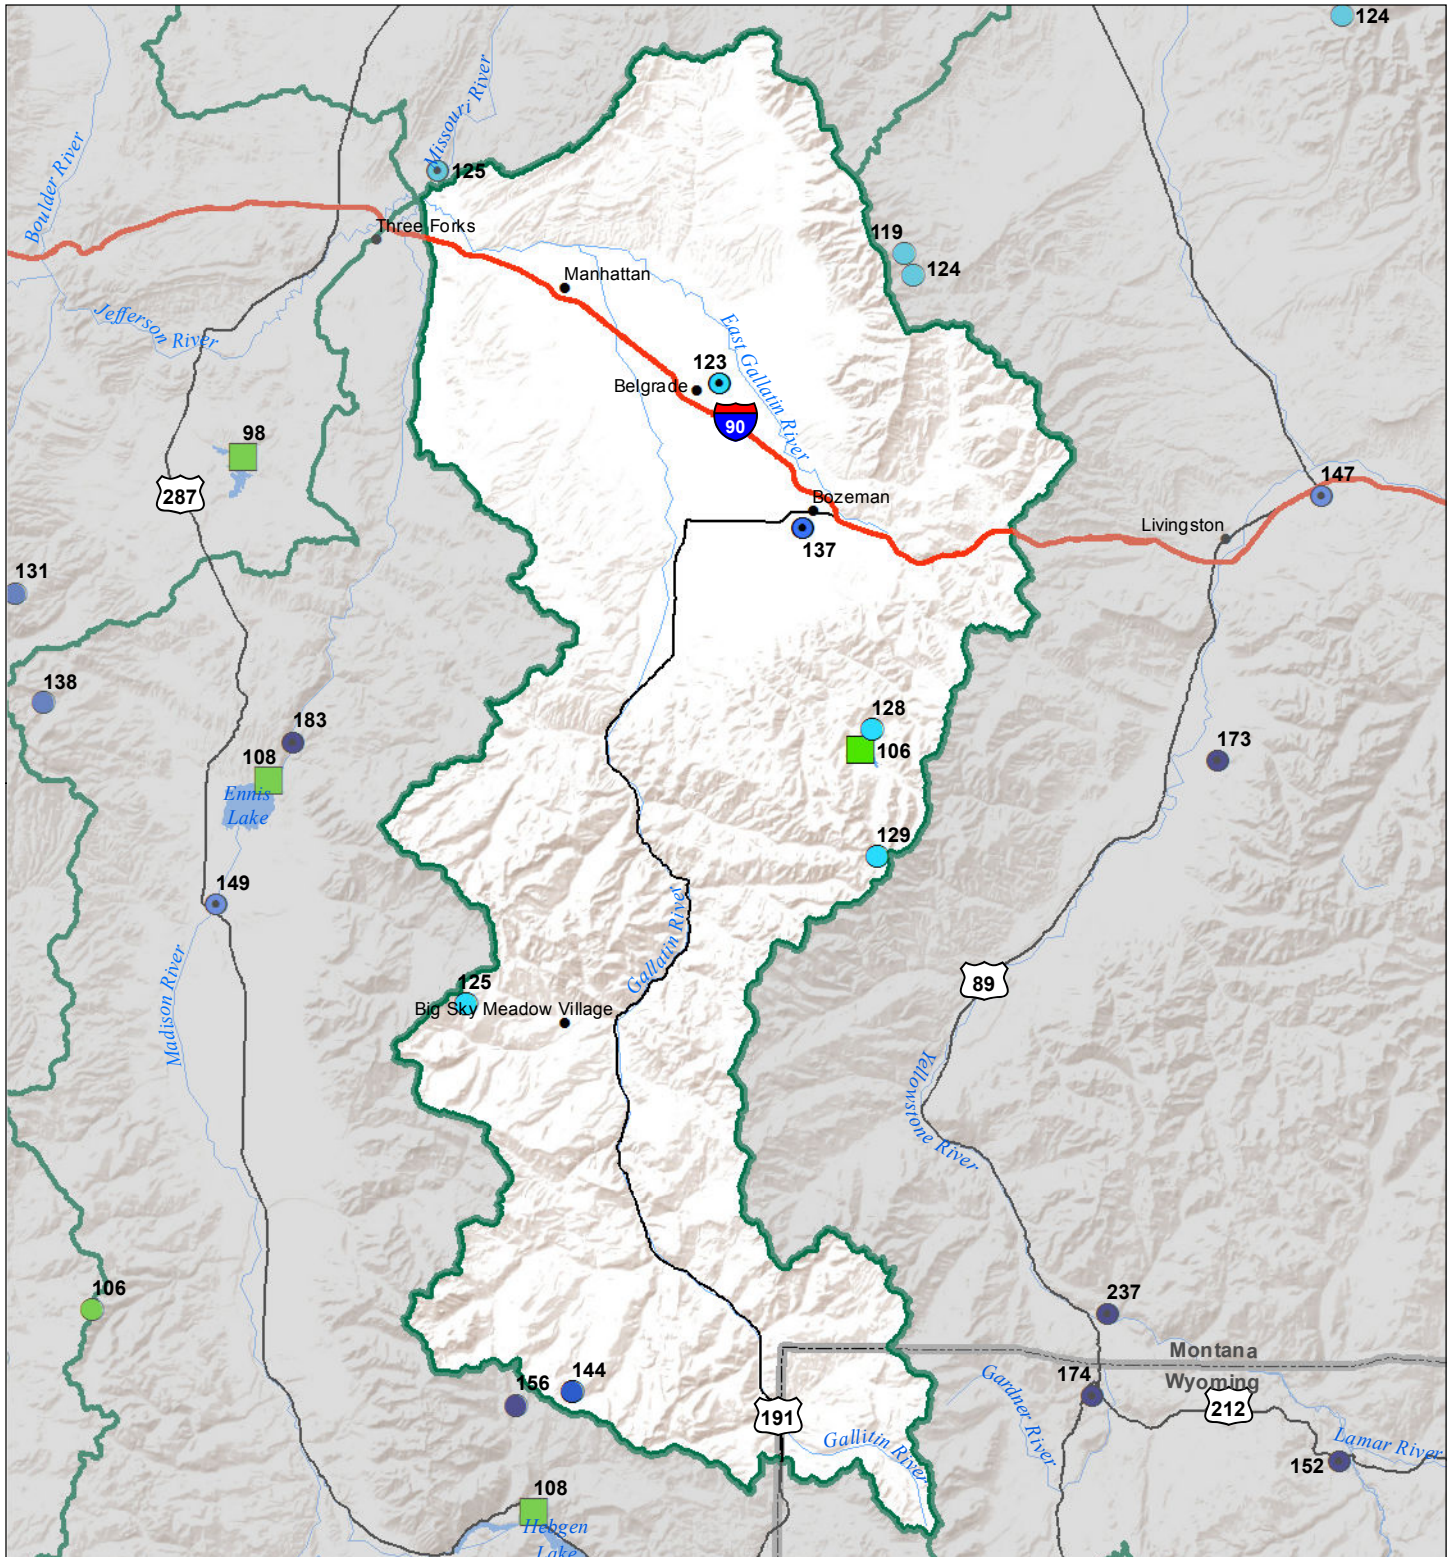 124
Missouri River
Boulder River
125
Three Forks
119
124
Manhattan
Jefferson River
East Gallatin River
123
Belgrade
90
98
287
147
Bozeman
Livingston
137
131
138
183
128
106
173
108
Ennis
Lake
129
149
Gallatin River
Madison River
125
Big Sky Meadow Village
89
Yellowstone River
106
237
Montana
Wyoming
174
Gardner River
212
144
156
191
Gallitin River
Lamar River
152
108
Hebgen
Lake